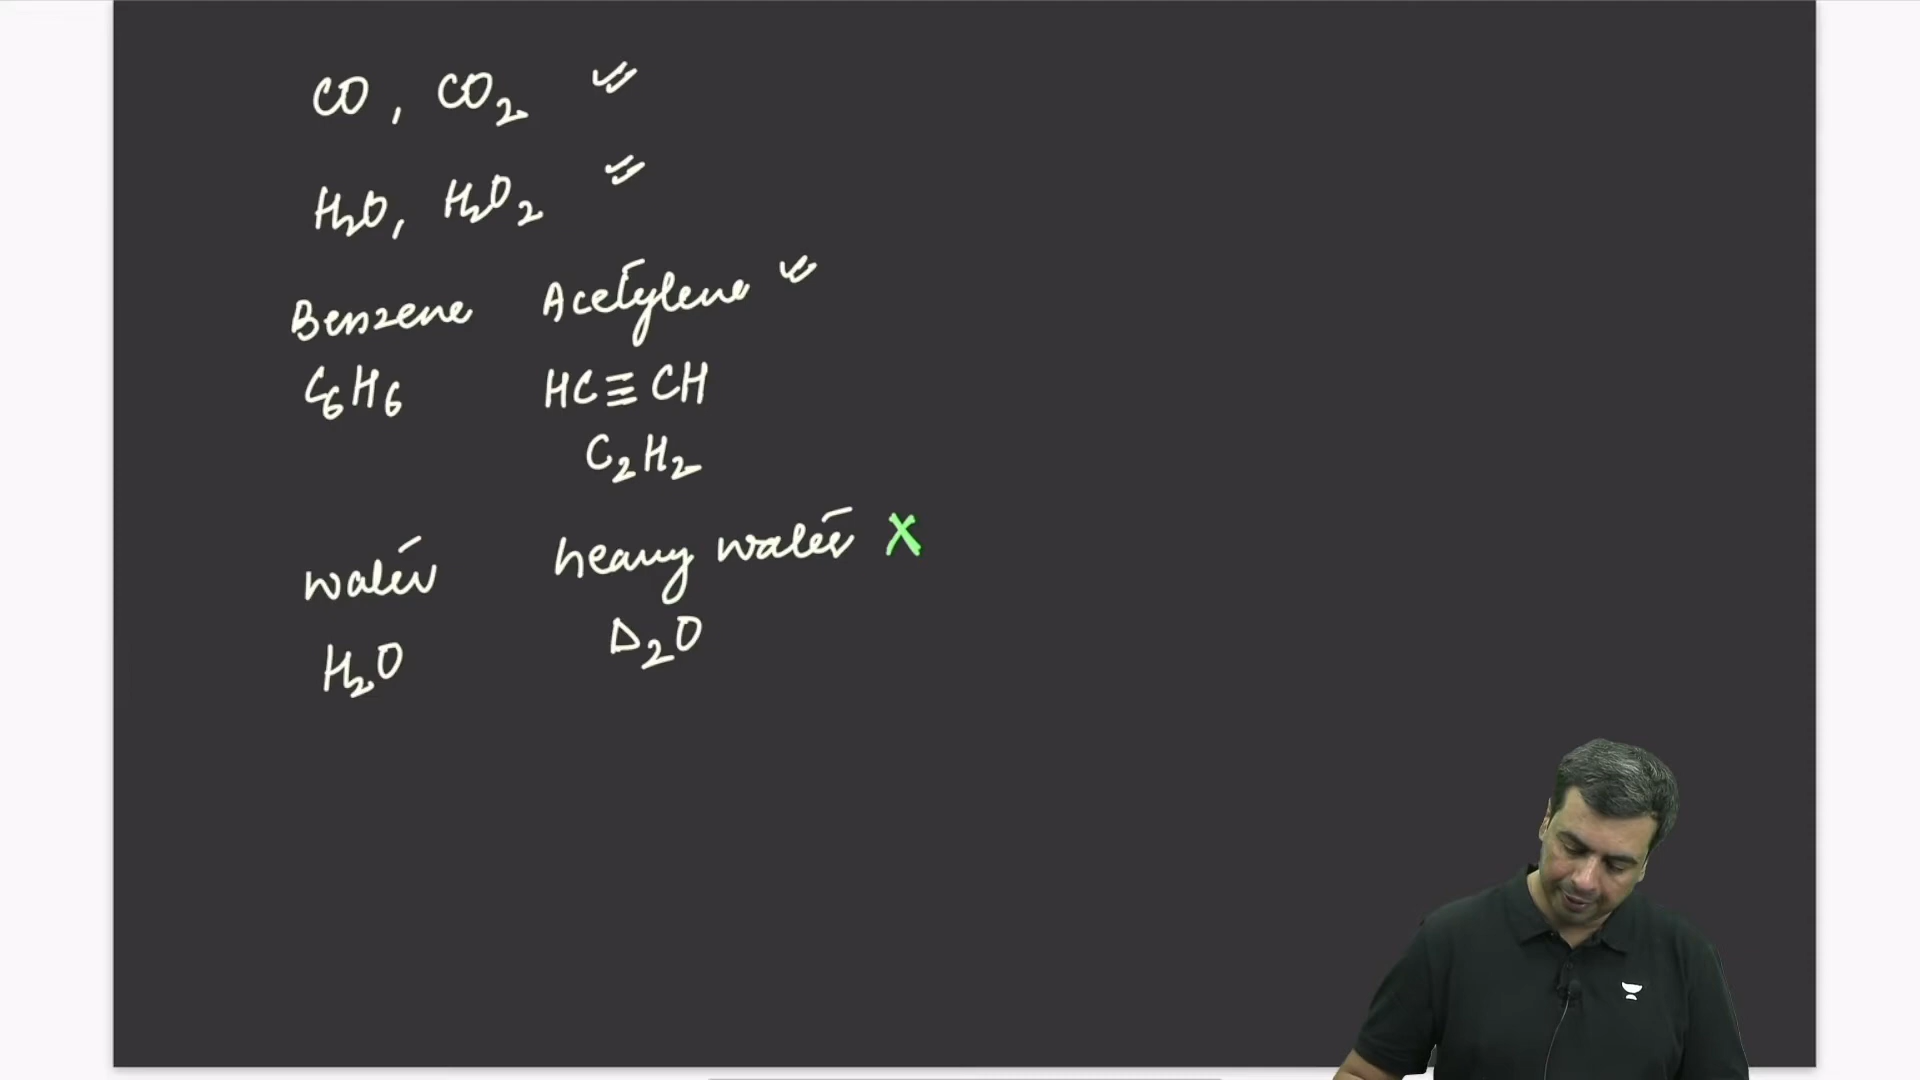 CO, CO₂
H₂O, H₂O₂
Benzene Acetylene
C₆H₆ HC≡CH
C₂H₂
water heavy water X
H₂O D₂O